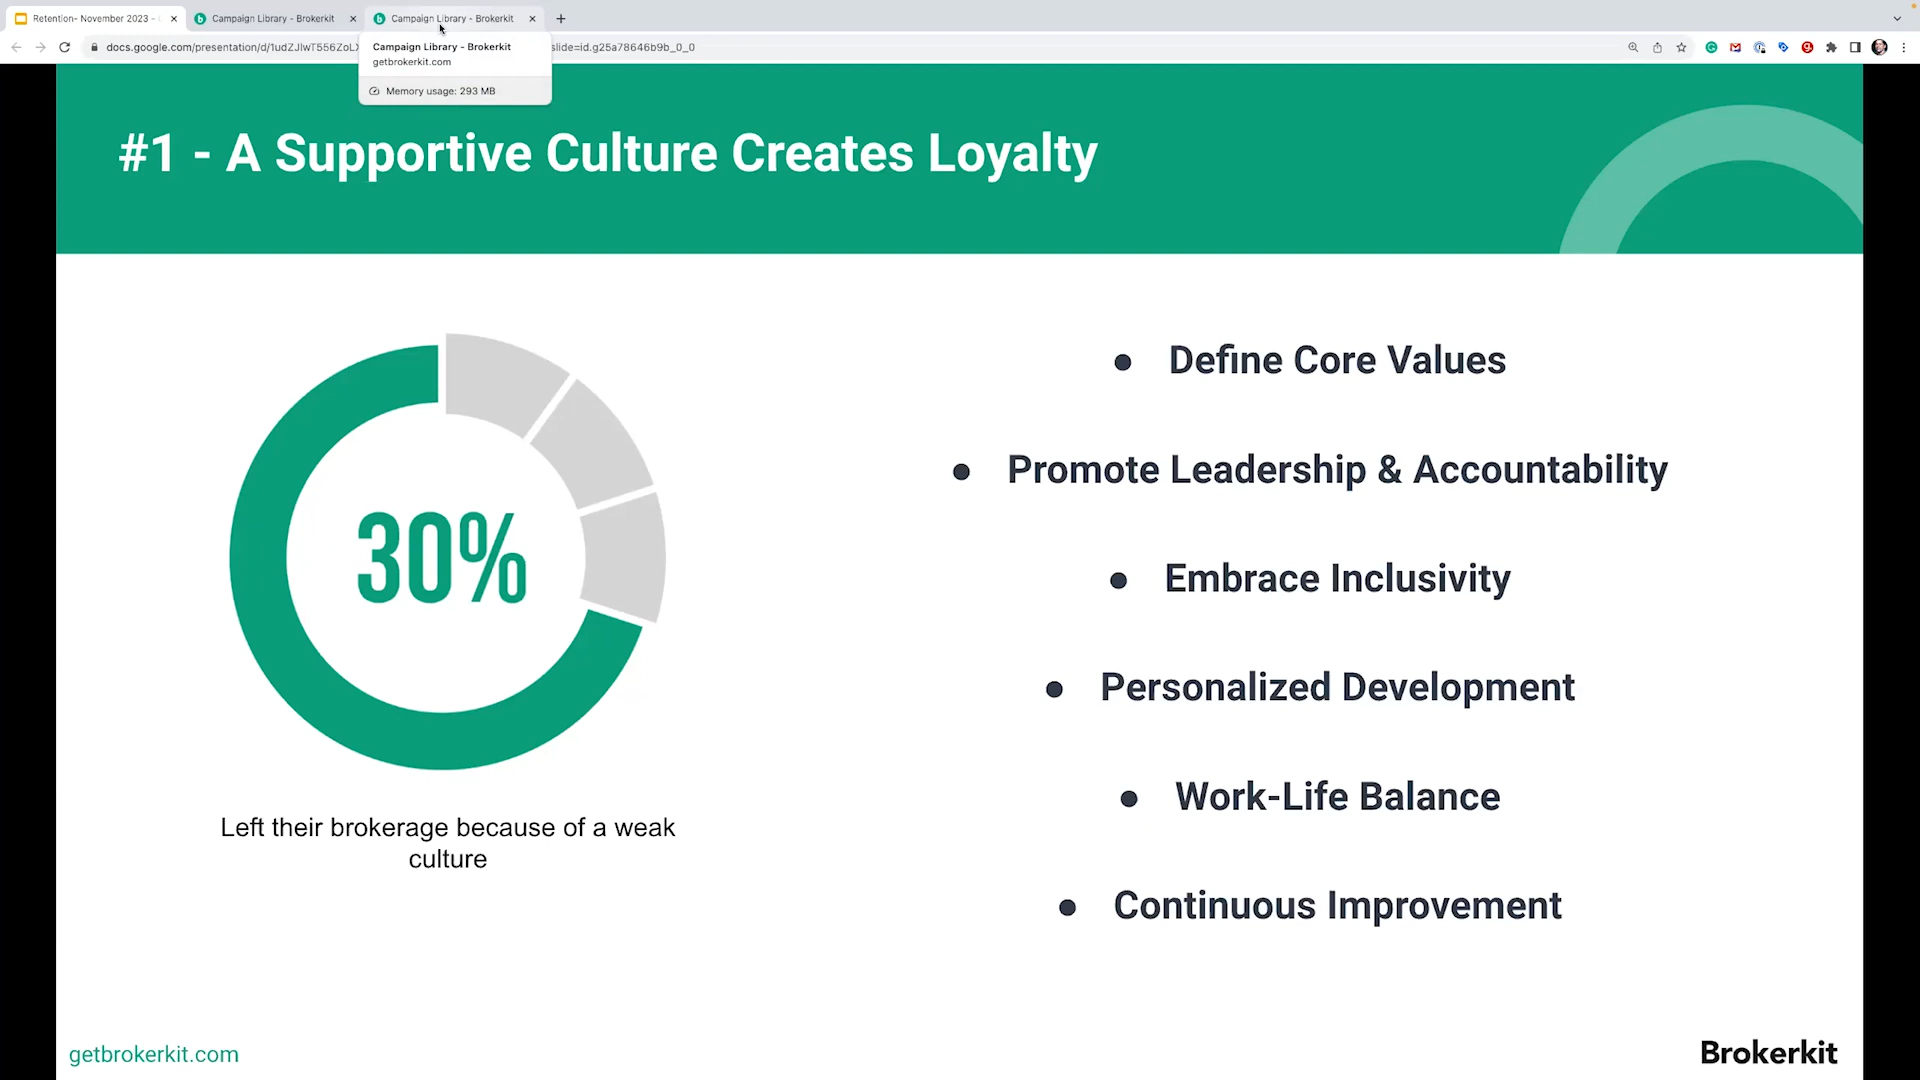 Retention- November 2023 -
Campaign Library - Brokerkit
Campaign Library - Brokerkit
docs.google.com/presentation/d/1udZJlwT556ZoL
slide=id.g25a78646b9b_0_0
Campaign Library - Brokerkit
getbrokerkit.com
Memory usage: 293 MB
#1 - A Supportive Culture Creates Loyalty
30%
Left their brokerage because of a weak
culture
● Define Core Values
● Promote Leadership & Accountability
● Embrace Inclusivity
● Personalized Development
● Work-Life Balance
● Continuous Improvement
getbrokerkit.com
Brokerkit